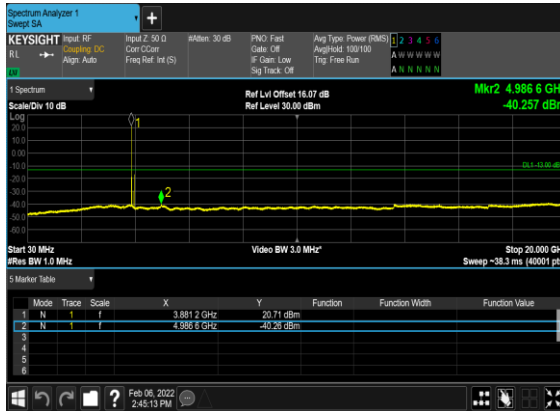 Spectrum Analyzer 1
Swept SA
+
KEYSIGHT Input: RF Input Z: 50 Ω #Atten: 30 dB PNO: Fast Avg Type: Power (RMS) 1 2 3 4 5 6
RL Coupling: DC Corr CCorr Gate: Off Avg|Hold: 100/100 A W W W W W
Align: Auto Freq Ref: Int (S) IF Gain: Low Trig: Free Run
Sig Track: Off A N N N N N
1 Spectrum Ref Lvl Offset 16.07 dB Mkr2 4.986 6 GHz
Scale/Div 10 dB Ref Level 30.00 dBm -40.257 dBm
Log
20.0
10.0
0.00
-10.0
-20.0
-30.0
-40.0
-50.0
-60.0
1
2
DL1 -13.00 dB
Start 30 MHz Video BW 3.0 MHz* Stop 20.000 GH
#Res BW 1.0 MHz Sweep ~38.3 ms (40001 pt
5 Marker Table
Mode Trace Scale X Y Function Function Width Function Value
1 N 1 f 3.881 2 GHz 20.71 dBm
2 N 1 f 4.986 6 GHz -40.26 dBm
3
4
5
6
? Feb 06, 2022
2:45:13 PM